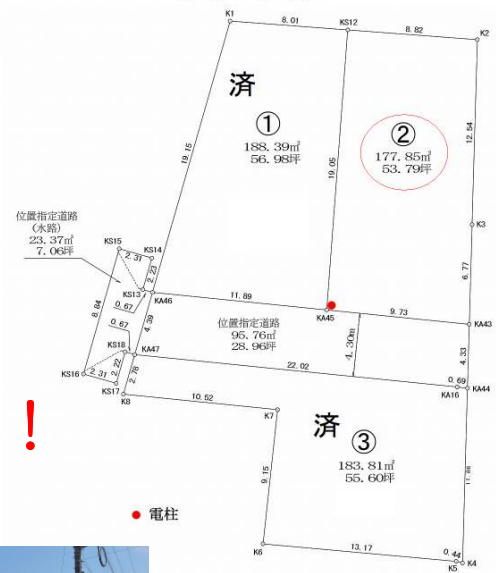 K1
8.01
KS12
8.82
K2
済
①
188.39㎡
56.98坪
②
177.85㎡
53.79坪
12.54
19.15
19.05
位置指定道路
(水路)
23.37㎡
7.06坪
K3
KS15
2.31
KS14
2.23
6.77
KS13
0.67
KA46
11.89
KA45
9.73
KA43
8.84
4.39
位置指定道路
95.76㎡
28.96坪
4.30m
4.33
0.67
KS18
KA47
22.02
KS16
2.31
2.22
KS17
2.78
0.69
KA16
KA44
K8
10.52
K7
!
済
③
183.81㎡
55.60坪
9.15
● 電柱
K6
13.17
0.44
K5
K4